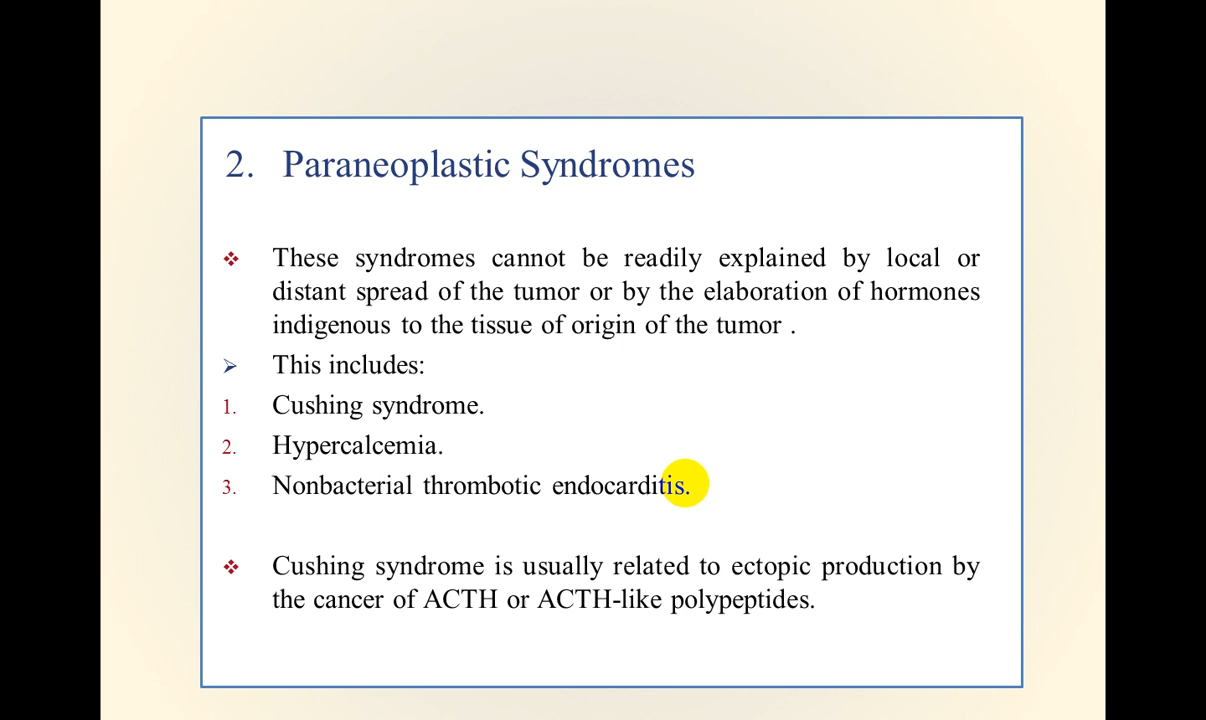 2. Paraneoplastic Syndromes
❖ These syndromes cannot be readily explained by local or
distant spread of the tumor or by the elaboration of hormones
indigenous to the tissue of origin of the tumor .
➢ This includes:
1. Cushing syndrome.
2. Hypercalcemia.
3. Nonbacterial thrombotic endocarditis.
❖ Cushing syndrome is usually related to ectopic production by
the cancer of ACTH or ACTH-like polypeptides.